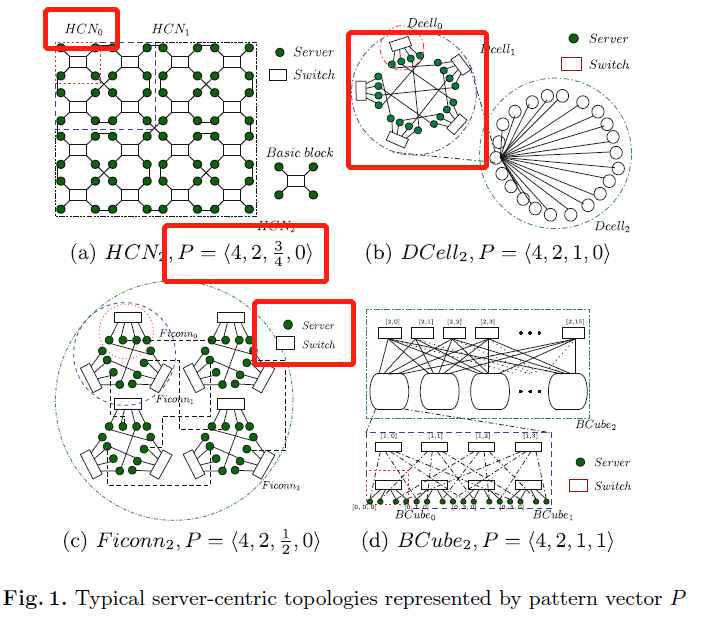 HCN0 HCN1
Server
Switch
Basic block
HCN2
(a) HCN2, P = ⟨4, 2, 3/4, 0⟩
Dcell0
Dcell1
Server
Switch
Dcell2
(b) DCell2, P = ⟨4, 2, 1, 0⟩
Ficonn0
Ficonn1
Ficonn2
Server
Switch
(c) Ficonn2, P = ⟨4, 2, 1/2, 0⟩
[2,0] [2,1] [2,2] [2,3] [2,15]
BCube2
[1,0] [1,1] [1,2] [1,3]
Server
Switch
[0,0,0]
BCube0 BCube1
(d) BCube2, P = ⟨4, 2, 1, 1⟩
Fig. 1. Typical server-centric topologies represented by pattern vector P